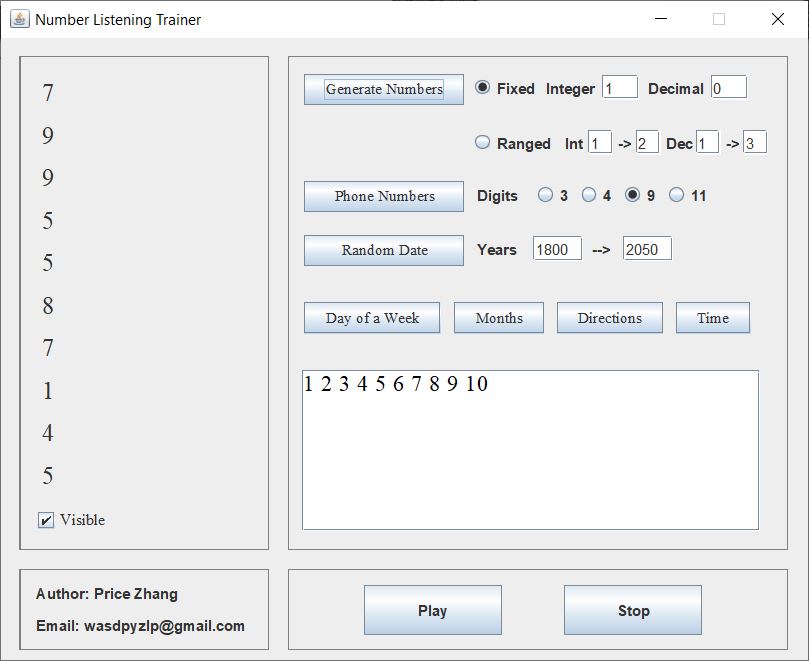 Number Listening Trainer
7
9
9
5
5
8
7
1
4
5
Visible
Generate Numbers Fixed Integer 1 Decimal 0
Ranged Int 1 -> 2 Dec 1 -> 3
Phone Numbers Digits 3 4 9 11
Random Date Years 1800 --> 2050
Day of a Week Months Directions Time
1 2 3 4 5 6 7 8 9 10
Author: Price Zhang
Email: wasdpyzlp@gmail.com
Play Stop